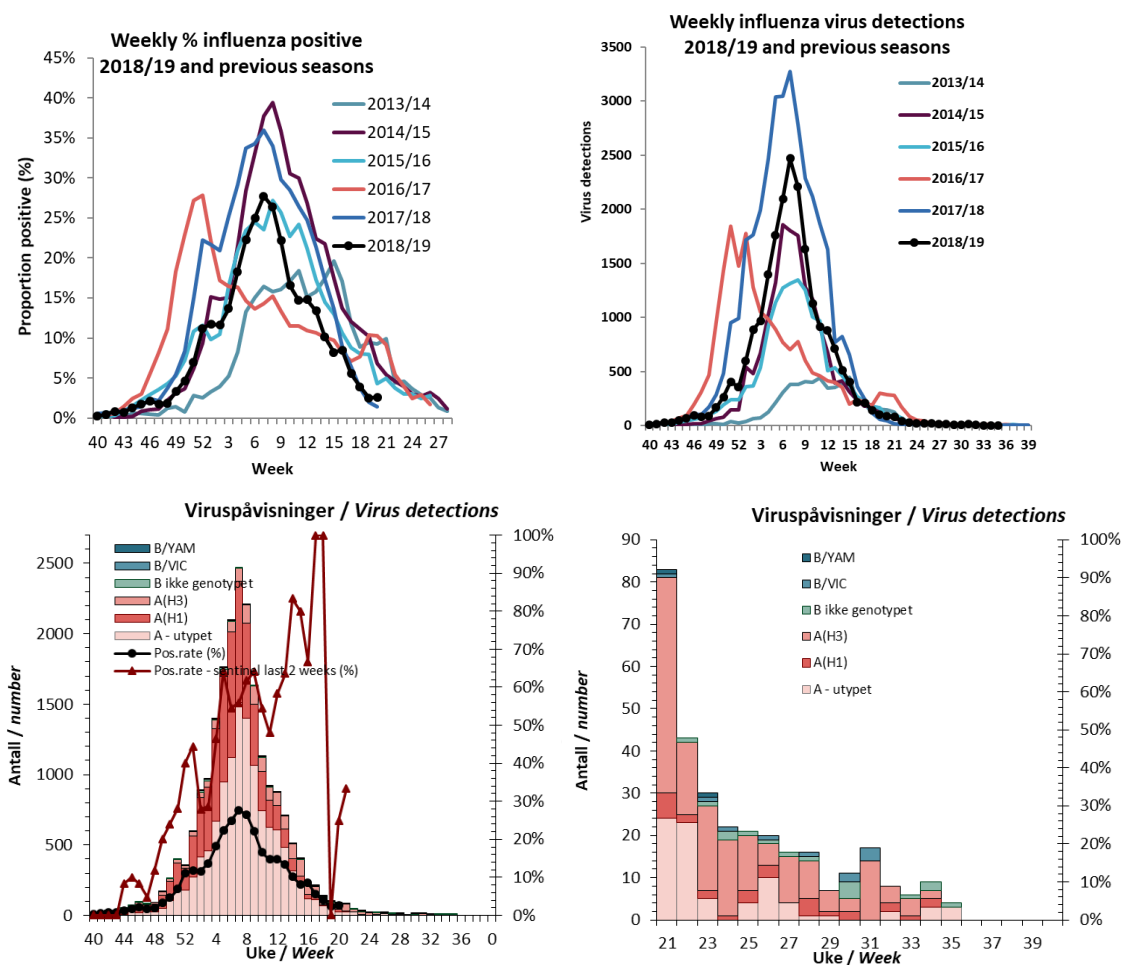 Weekly % influenza positive
2018/19 and previous seasons
45%
40%
35%
30%
25%
20%
15%
10%
5%
0%
Proportion positive (%)
2013/14
2014/15
2015/16
2016/17
2017/18
2018/19
40 43 46 49 52 3 6 9 12 15 18 21 24 27
Week
Weekly influenza virus detections
2018/19 and previous seasons
3500
3000
2500
2000
1500
1000
500
0
Virus detections
2013/14
2014/15
2015/16
2016/17
2017/18
2018/19
40 43 46 49 52 3 6 9 12 15 18 21 24 27 30 33 36 39
Week
Viruspåvisninger / Virus detections
2500
2000
1500
1000
500
0
Antall / number
B/YAM
B/VIC
B ikke genotypet
A(H3)
A(H1)
A - utypet
Pos.rate (%)
Pos.rate - sentinel last 2 weeks (%)
100%
90%
80%
70%
60%
50%
40%
30%
20%
10%
0%
40 44 48 52 4 8 12 16 20 24 28 32 36 0
Uke / Week
Viruspåvisninger / Virus detections
90
80
70
60
50
40
30
20
10
0
Antall / number
B/YAM
B/VIC
B ikke genotypet
A(H3)
A(H1)
A - utypet
100%
90%
80%
70%
60%
50%
40%
30%
20%
10%
0%
21 23 25 27 29 31 33 35 37 39
Uke / Week